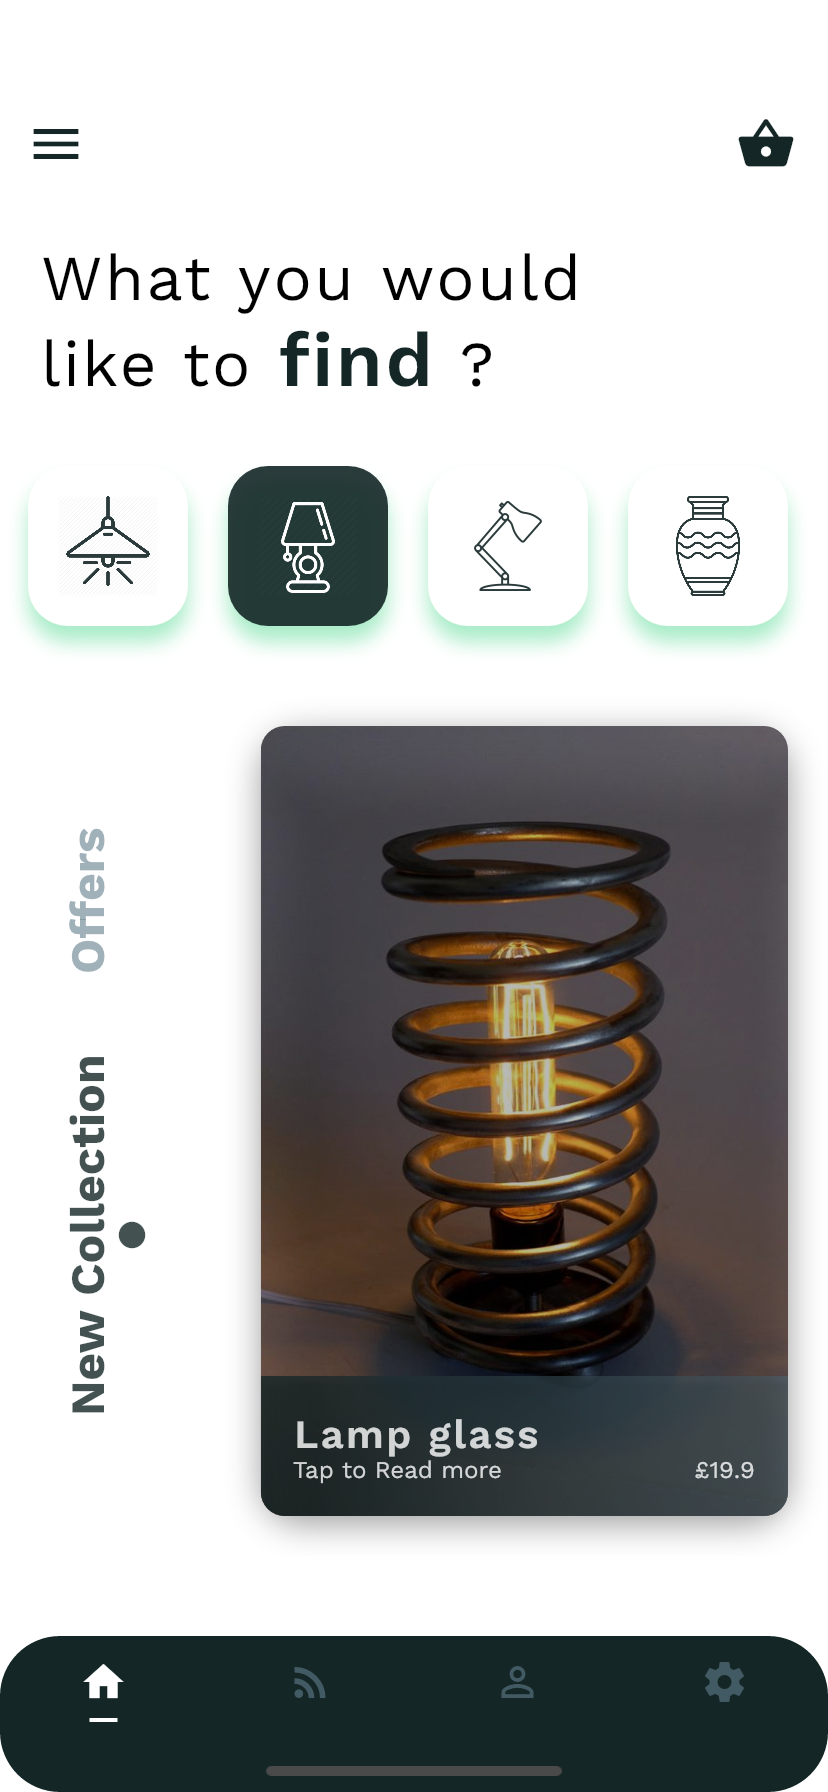 What you would
like to find ?
Offers
New Collection
Lamp glass
Tap to Read more
£19.9